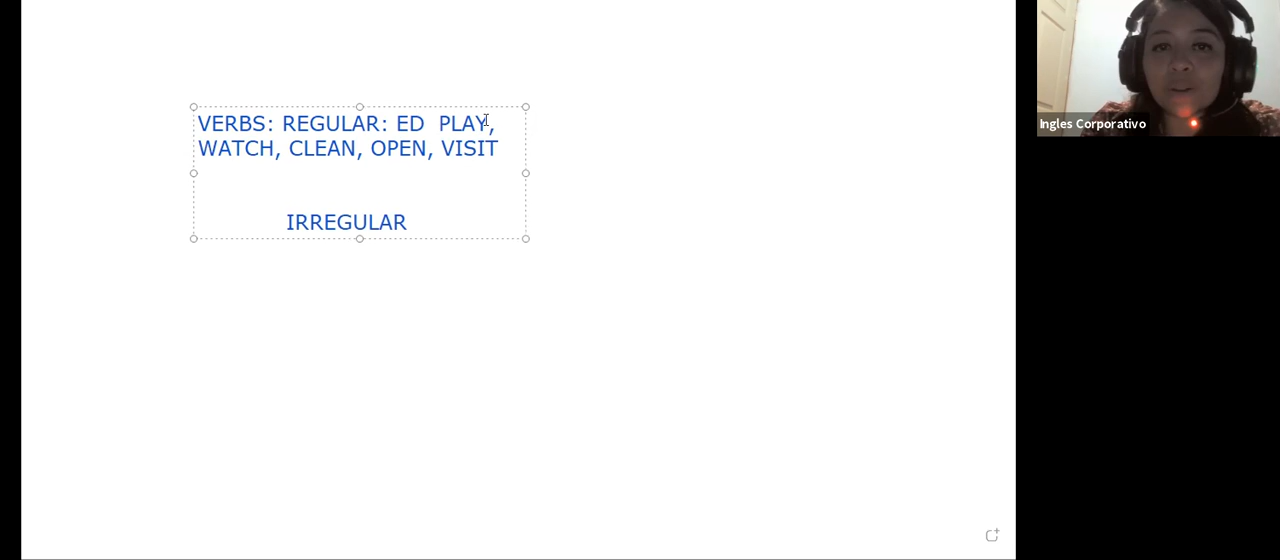 VERBS: REGULAR: ED PLAY,
WATCH, CLEAN, OPEN, VISIT
IRREGULAR
Ingles Corporativo